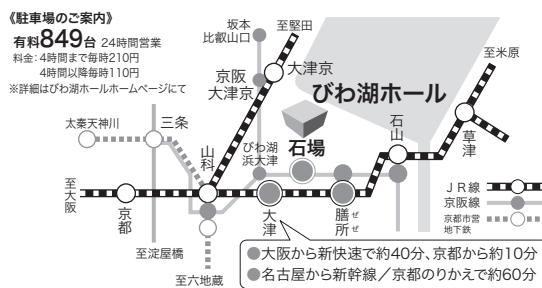 《駐車場のご案内》
有料849台 24時間営業
料金：4時間まで毎時210円
4時間以降毎時110円
※詳細はびわ湖ホールホームページにて
坂本
比叡山口
至堅田
京阪
大津京
大津京
びわ湖ホール
至米原
太秦天神川
三条
山科
びわ湖
浜大津
石場
石山
草津
至大阪
京都
大津
膳所
ぜぜ
至淀屋橋
至六地蔵
JR線
京阪線
京都市営
地下鉄
●大阪から新快速で約40分、京都から約10分
●名古屋から新幹線／京都のりかえで約60分